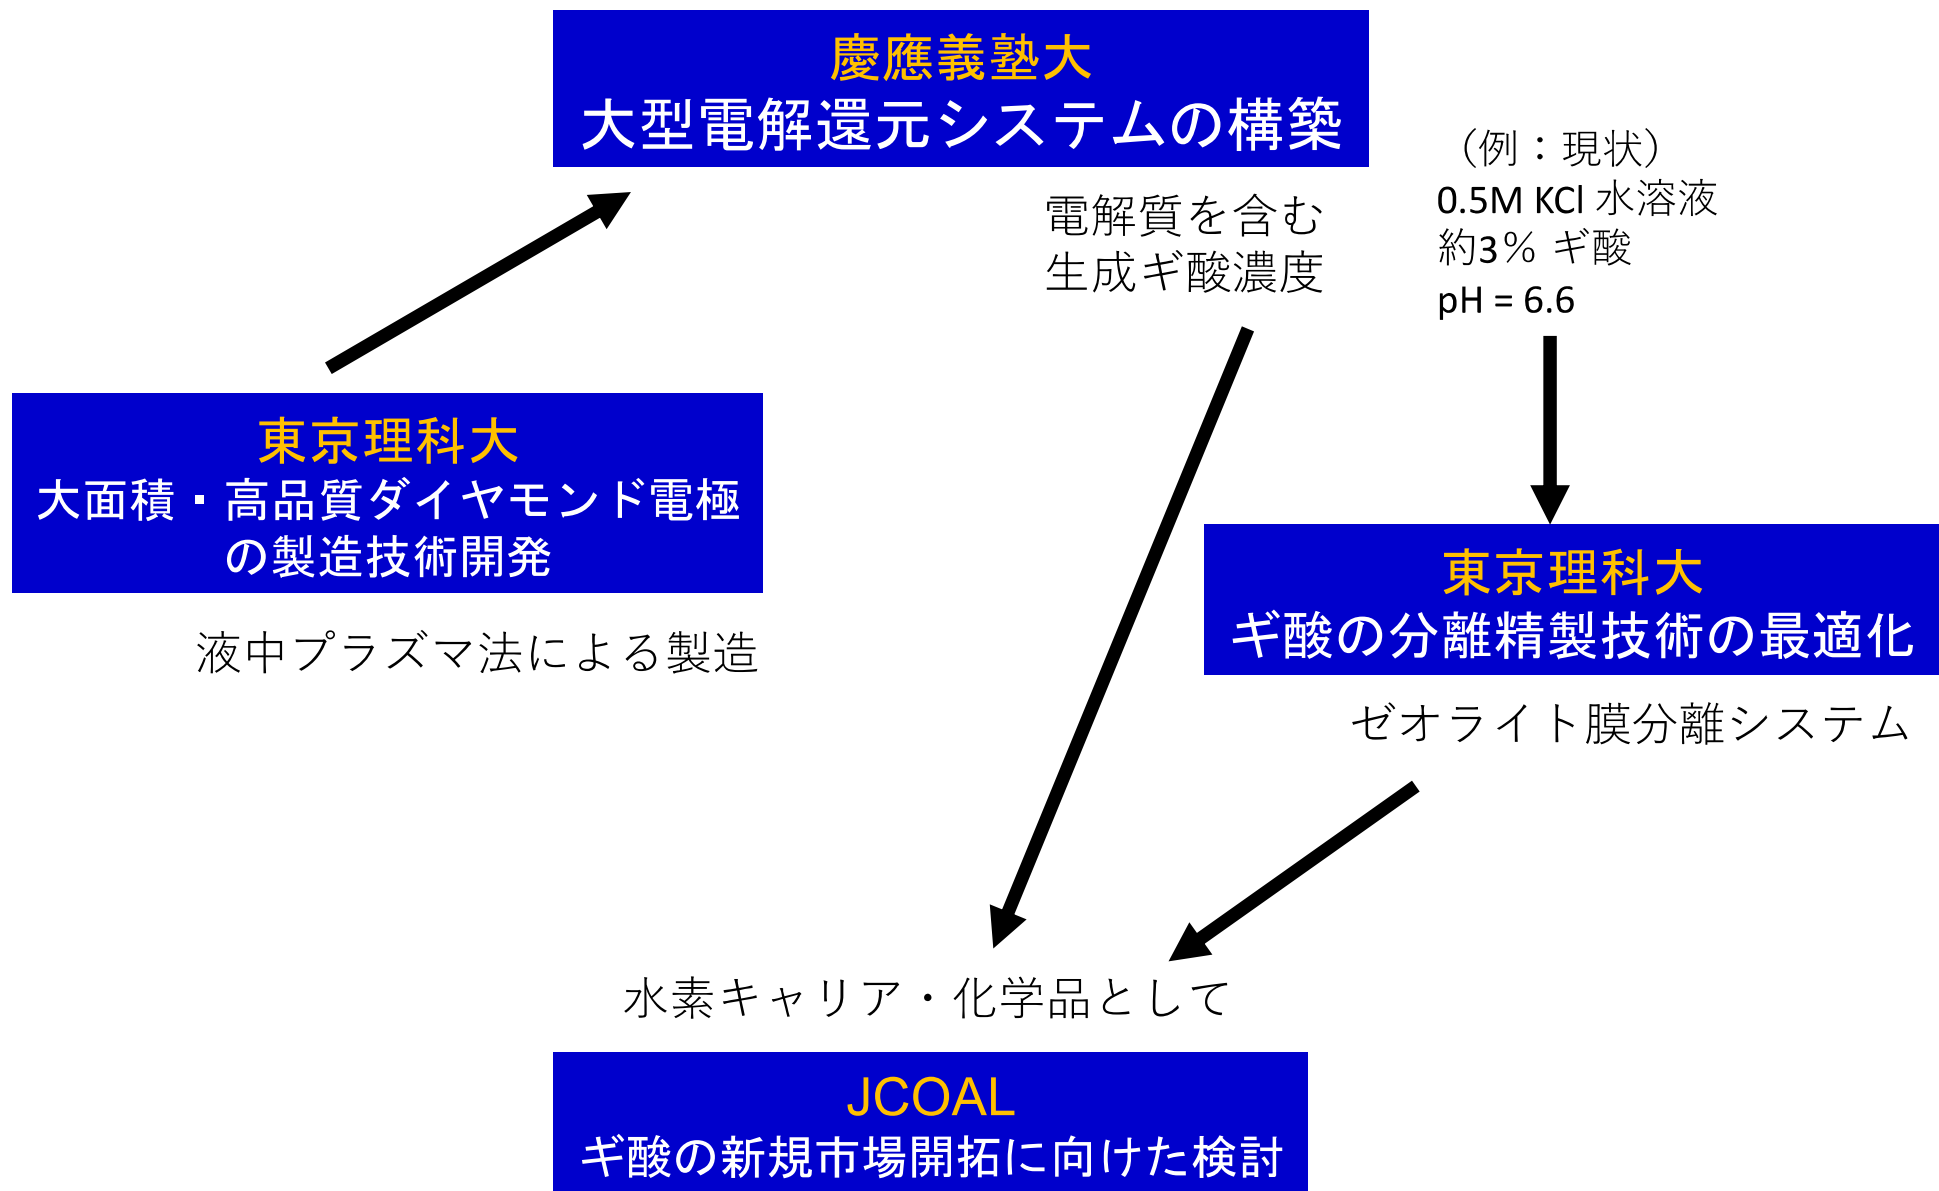 慶應義塾大
大型電解還元システムの構築
（例：現状）
0.5M KCl 水溶液
約3％ ギ酸
pH = 6.6
電解質を含む
生成ギ酸濃度
東京理科大
大面積・高品質ダイヤモンド電極
の製造技術開発
液中プラズマ法による製造
東京理科大
ギ酸の分離精製技術の最適化
ゼオライト膜分離システム
水素キャリア・化学品として
JCOAL
ギ酸の新規市場開拓に向けた検討